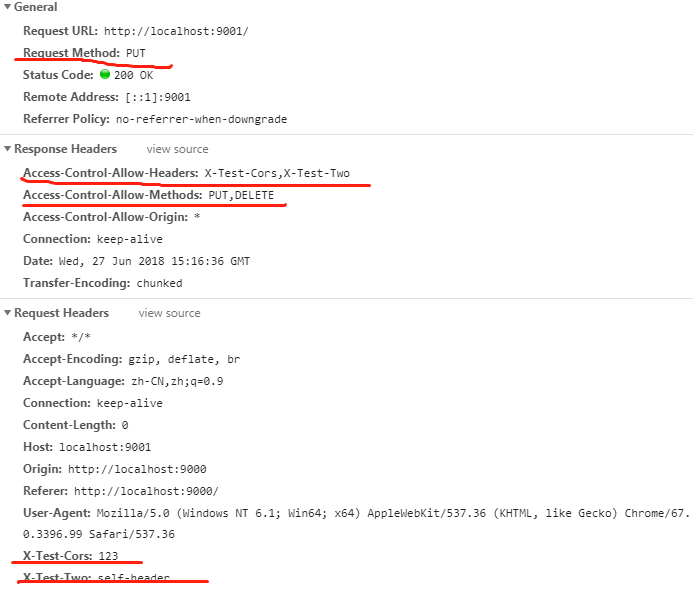 General
Request URL: http://localhost:9001/
Request Method: PUT
Status Code: 200 OK
Remote Address: [::1]:9001
Referrer Policy: no-referrer-when-downgrade
Response Headers view source
Access-Control-Allow-Headers: X-Test-Cors,X-Test-Two
Access-Control-Allow-Methods: PUT,DELETE
Access-Control-Allow-Origin: *
Connection: keep-alive
Date: Wed, 27 Jun 2018 15:16:36 GMT
Transfer-Encoding: chunked
Request Headers view source
Accept: */*
Accept-Encoding: gzip, deflate, br
Accept-Language: zh-CN,zh;q=0.9
Connection: keep-alive
Content-Length: 0
Host: localhost:9001
Origin: http://localhost:9000
Referer: http://localhost:9000/
User-Agent: Mozilla/5.0 (Windows NT 6.1; Win64; x64) AppleWebKit/537.36 (KHTML, like Gecko) Chrome/67.
0.3396.99 Safari/537.36
X-Test-Cors: 123
X-Test-Two: self-header